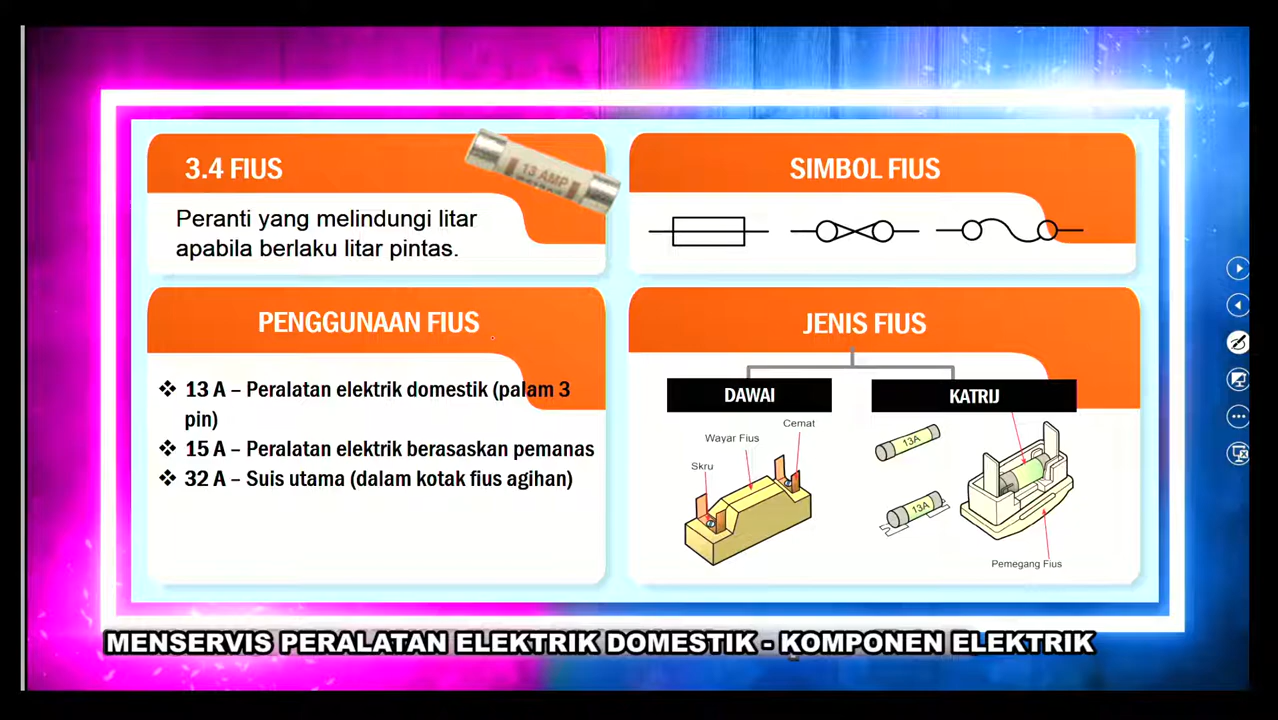 3.4 FIUS
13 AMP
Peranti yang melindungi litar
apabila berlaku litar pintas.
SIMBOL FIUS
PENGGUNAAN FIUS
❖ 13 A – Peralatan elektrik domestik (palam 3
pin)
❖ 15 A – Peralatan elektrik berasaskan pemanas
❖ 32 A – Suis utama (dalam kotak fius agihan)
JENIS FIUS
DAWAI
Cemat
Wayar Fius
Skru
KATRIJ
13A
13A
Pemegang Fius
MENSERVIS PERALATAN ELEKTRIK DOMESTIK - KOMPONEN ELEKTRIK